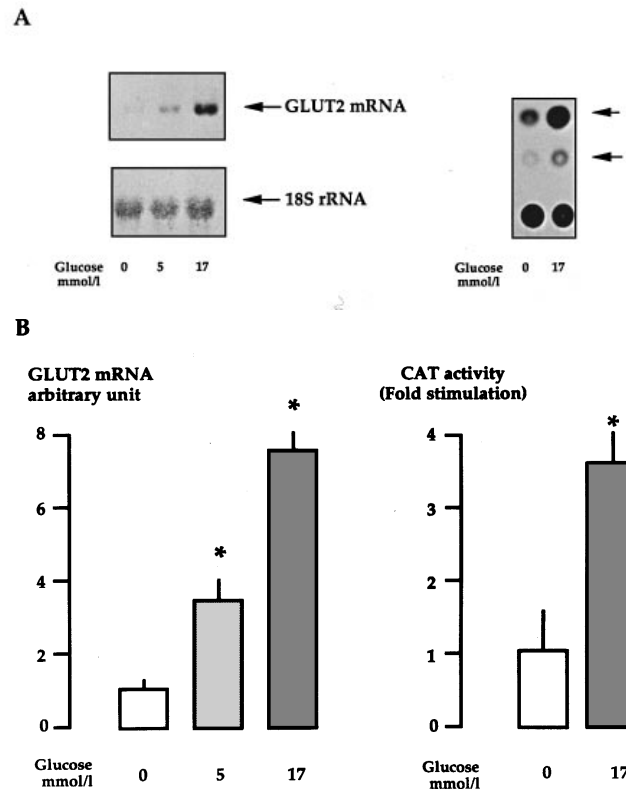 A
GLUT2 mRNA
18S rRNA
Glucose 0 5 17
mmol/l
Glucose 0 17
mmol/l
B
GLUT2 mRNA
arbitrary unit
*
*
8
6
4
2
0
Glucose
mmol/l
0 5 17
CAT activity
(Fold stimulation)
*
4
3
2
1
0
Glucose
mmol/l
0 17